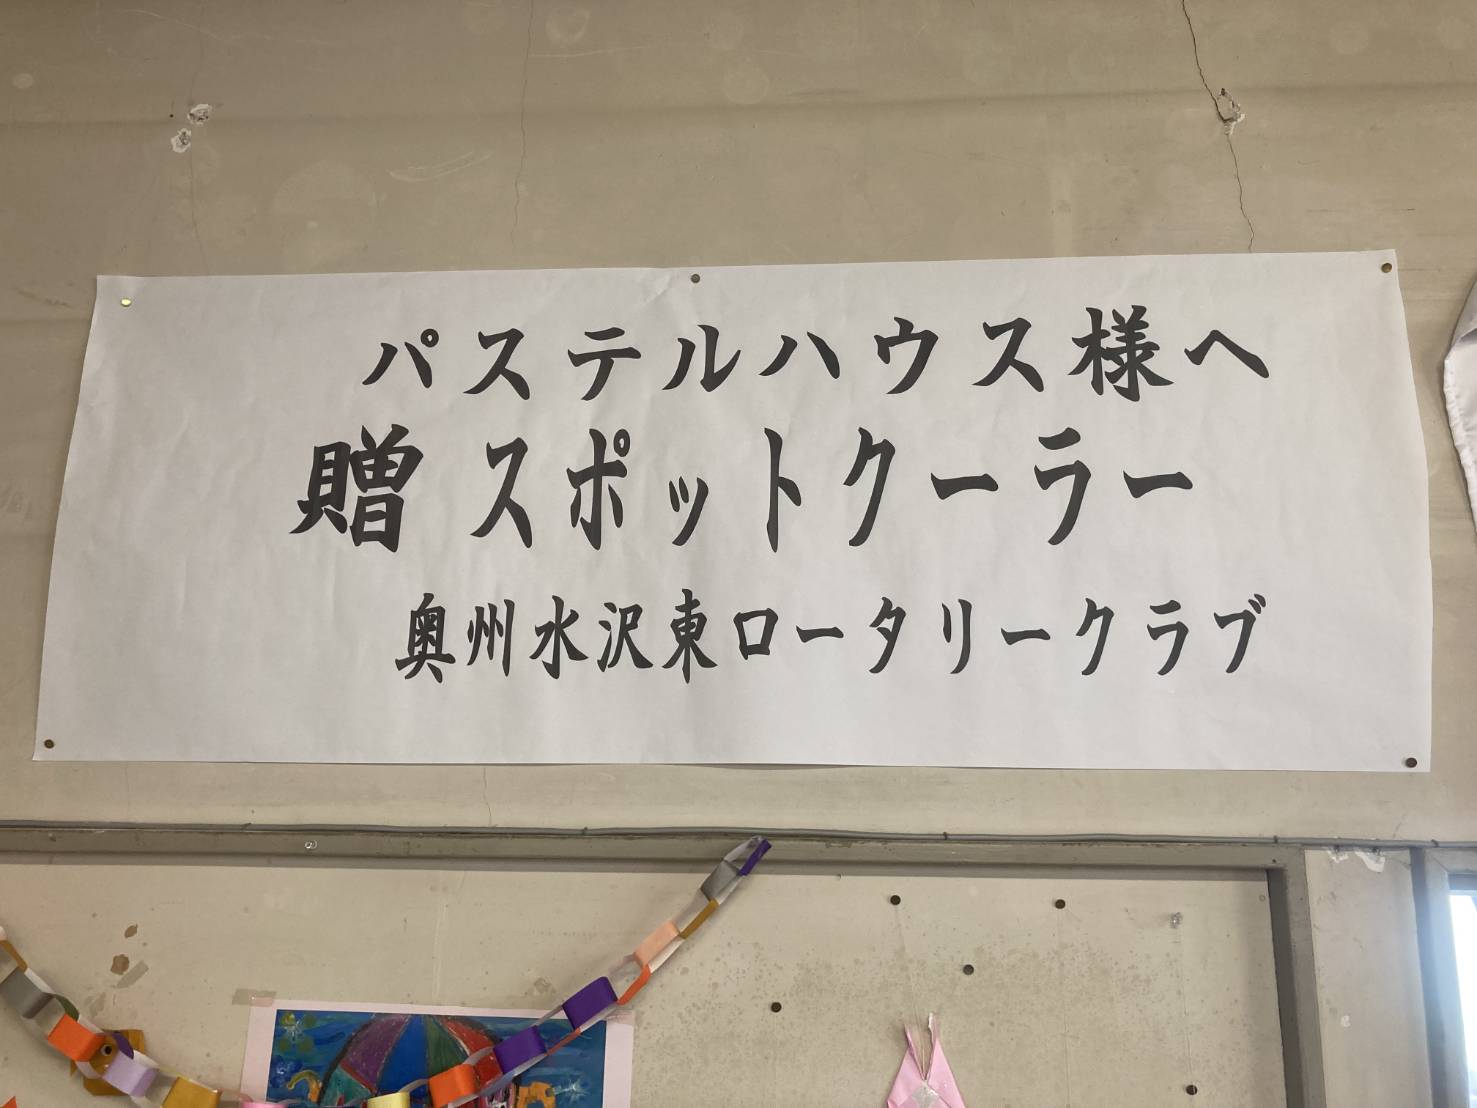 パステルハウス様へ
贈 スポットクーラー
奥州水沢東ロータリークラブ